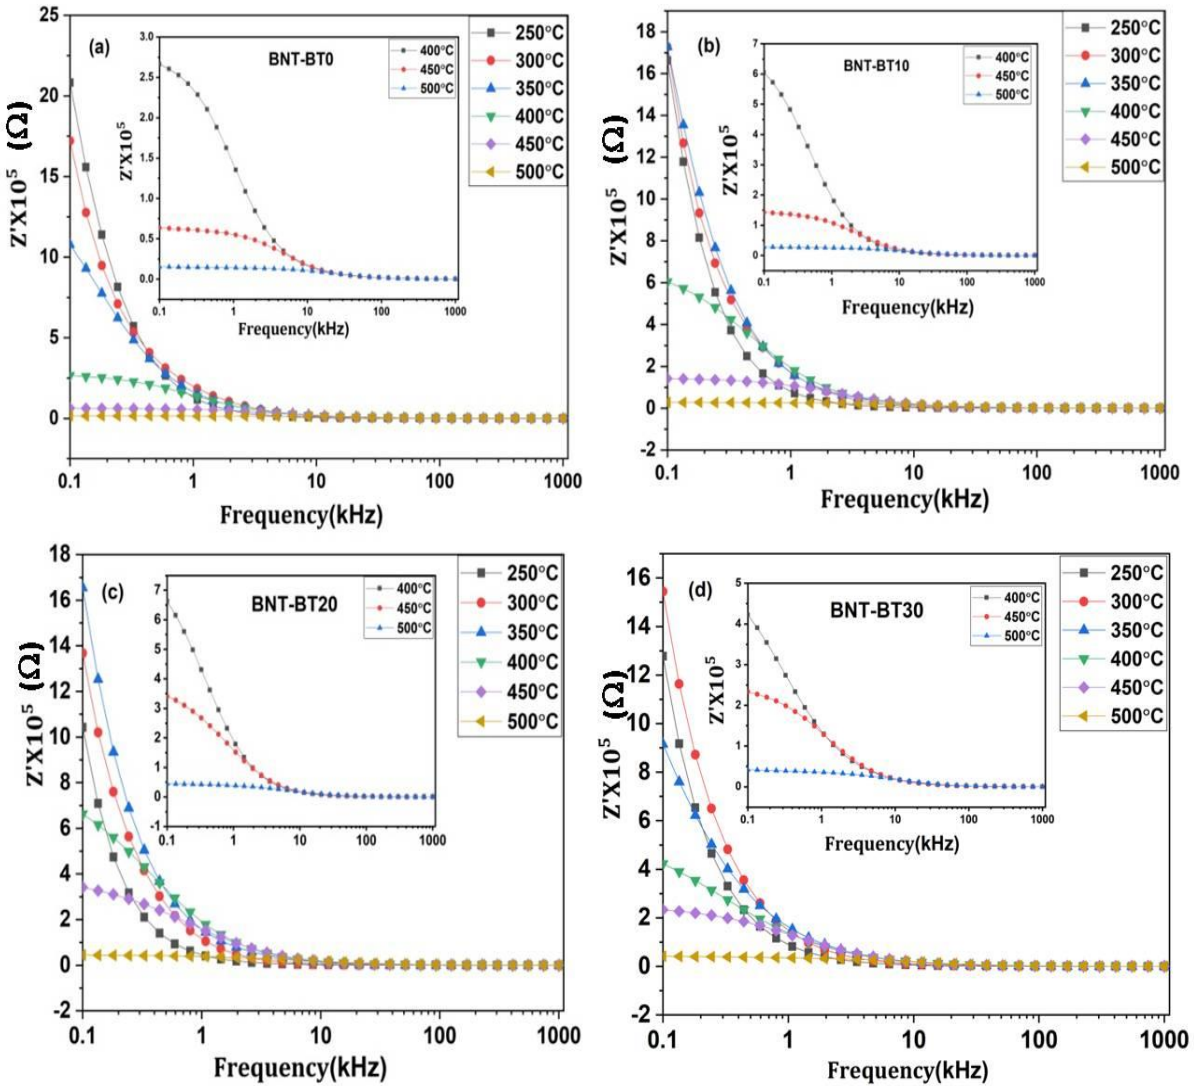 (a)
BNT-BT0
Z'X10⁵ (Ω)
25
20
15
10
5
0
0.1 1 10 100 1000
Frequency(kHz)
250°C
300°C
350°C
400°C
450°C
500°C
Z'X10⁵
3.0
2.5
2.0
1.5
1.0
0.5
0.0
0.1 1 10 100 1000
Frequency(kHz)
400°C
450°C
500°C
(b)
BNT-BT10
Z'X10⁵ (Ω)
18
16
14
12
10
8
6
4
2
0
-2
0.1 1 10 100 1000
Frequency(kHz)
250°C
300°C
350°C
400°C
450°C
500°C
Z'X10⁵
7
6
5
4
3
2
1
0
0.1 1 10 100 1000
Frequency(kHz)
400°C
450°C
500°C
(c)
BNT-BT20
Z'X10⁵ (Ω)
18
16
14
12
10
8
6
4
2
0
-2
0.1 1 10 100 1000
Frequency(kHz)
250°C
300°C
350°C
400°C
450°C
500°C
Z'X10⁵
7
6
5
4
3
2
1
0
-1
0.1 1 10 100 1000
Frequency(kHz)
400°C
450°C
500°C
(d)
BNT-BT30
Z'X10⁵ (Ω)
16
14
12
10
8
6
4
2
0
-2
0.1 1 10 100 1000
Frequency(kHz)
250°C
300°C
350°C
400°C
450°C
500°C
Z'X10⁵
5
4
3
2
1
0
0.1 1 10 100 1000
Frequency(kHz)
400°C
450°C
500°C